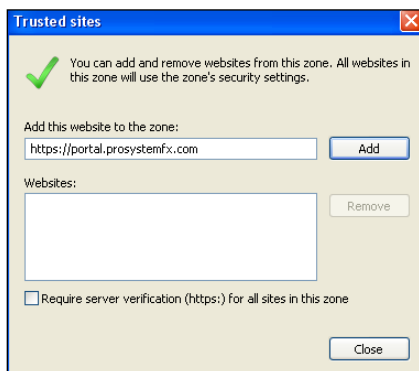 Trusted sites
You can add and remove websites from this zone. All websites in
this zone will use the zone's security settings.
Add this website to the zone:
https://portal.prosystemfx.com
Add
Websites:
Remove
Require server verification (https:) for all sites in this zone
Close